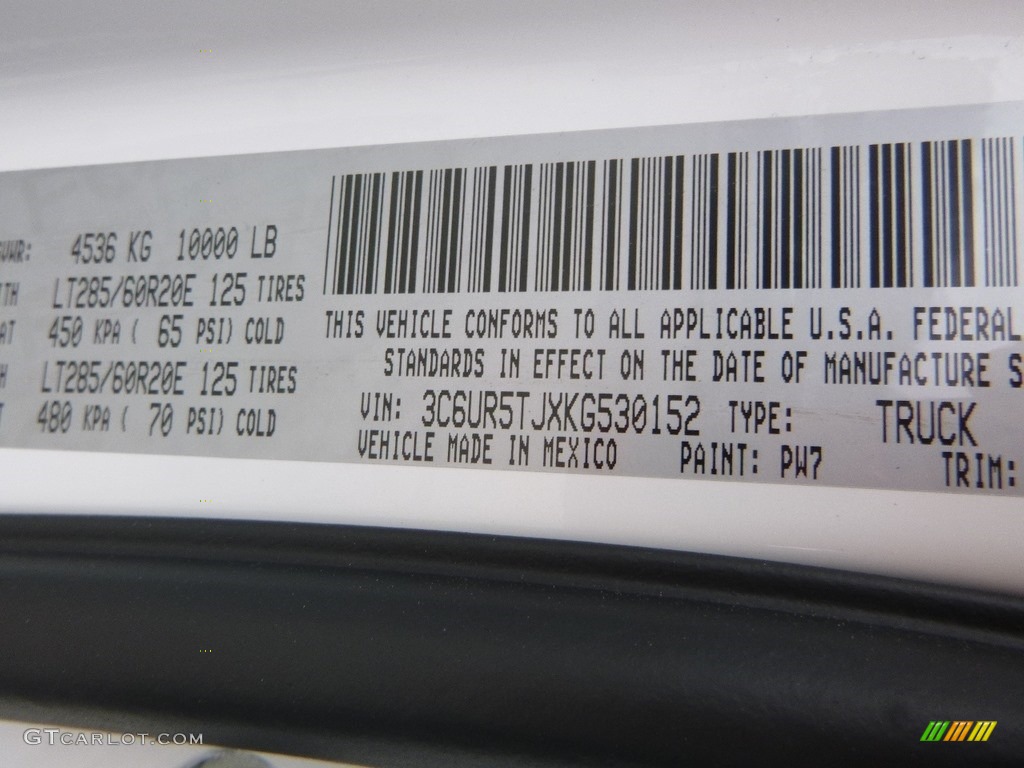 GVWR: 4536 KG 10000 LB
LT285/60R20E 125 TIRES
450 KPA ( 65 PSI) COLD
LT285/60R20E 125 TIRES
480 KPA ( 70 PSI) COLD
THIS VEHICLE CONFORMS TO ALL APPLICABLE U.S.A. FEDERAL
STANDARDS IN EFFECT ON THE DATE OF MANUFACTURE S
VIN: 3C6UR5TJXKG530152 TYPE: TRUCK
VEHICLE MADE IN MEXICO PAINT: PW7 TRIM:
GTCARLOT.COM